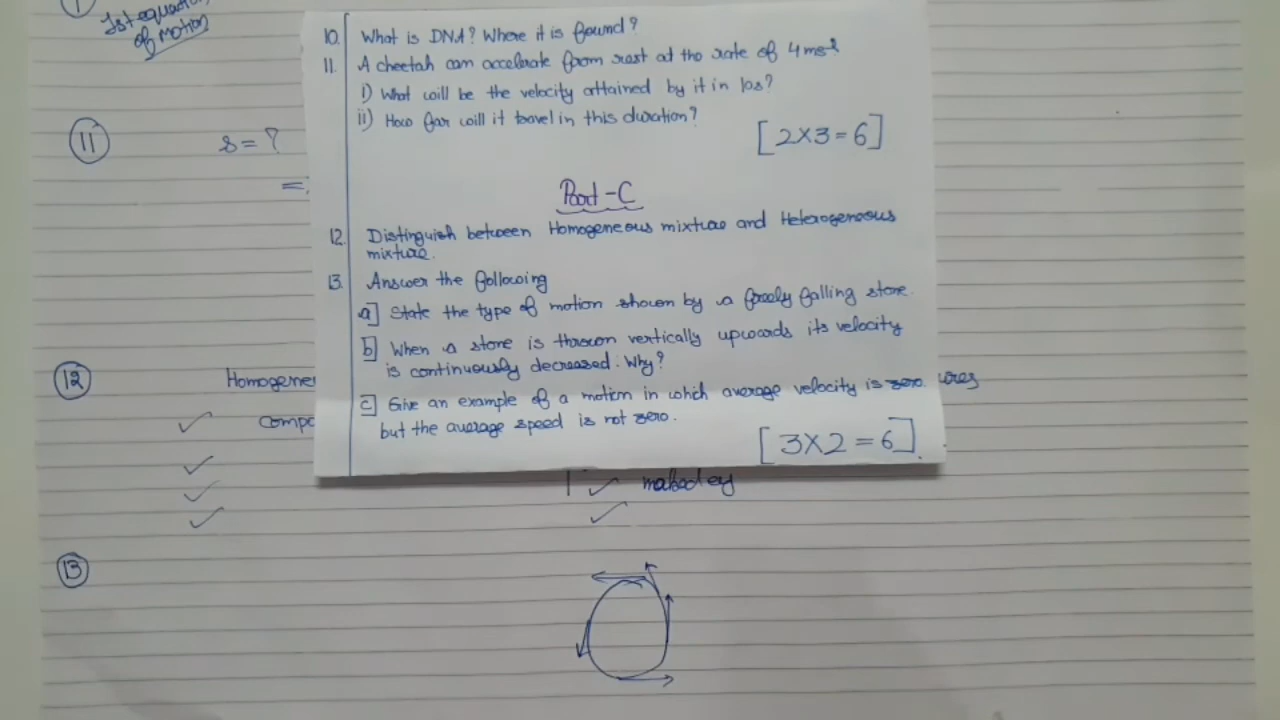 1
1st equation
of motion
10. What is DNA? Where it is found?
11. A cheetah can accelerate from rest at the rate of 4ms-2
i) What will be the velocity attained by it in 10s?
ii) How far will it travel in this duration?
[2X3=6]
11
s = ?
=
Part-C
12. Distinguish between Homogeneous mixture and Heterogeneous
mixture.
13. Answer the following
a] State the type of motion shown by a freely falling stone.
b] When a stone is thrown vertically upwards its velocity
is continuously decreased. Why?
c] Give an example of a motion in which average velocity is zero
but the average speed is not zero.
[3X2=6].
12
Homogene
✓ compo
✓
✓
✓
✓
✓
13